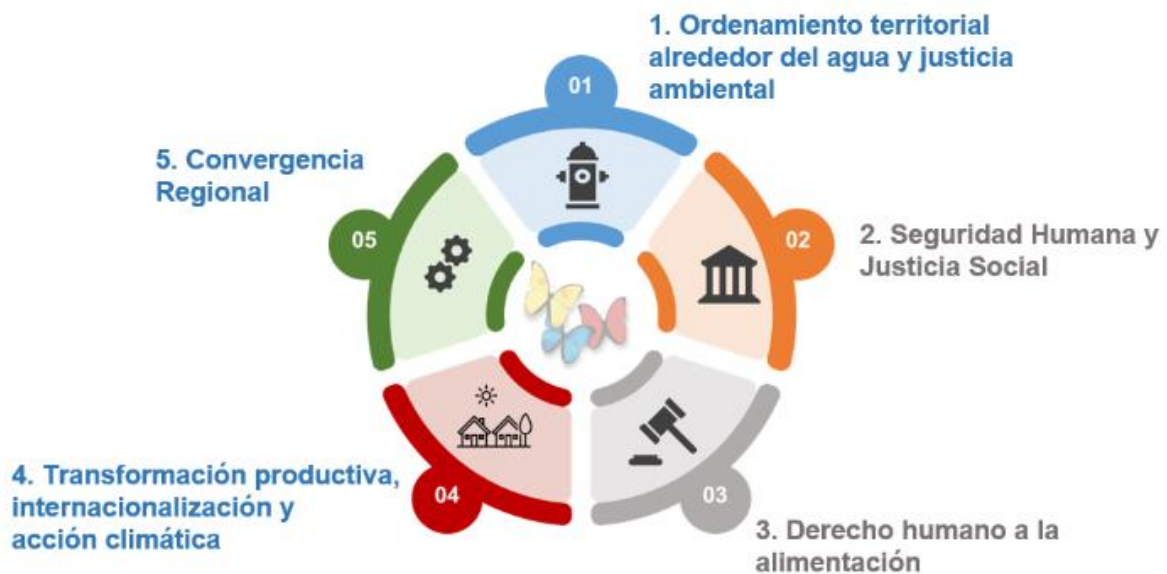 1. Ordenamiento territorial
alrededor del agua y justicia
ambiental
01
5. Convergencia
Regional
05
02
2. Seguridad Humana y
Justicia Social
4. Transformación productiva,
internacionalización y
acción climática
04
03
3. Derecho humano a la
alimentación